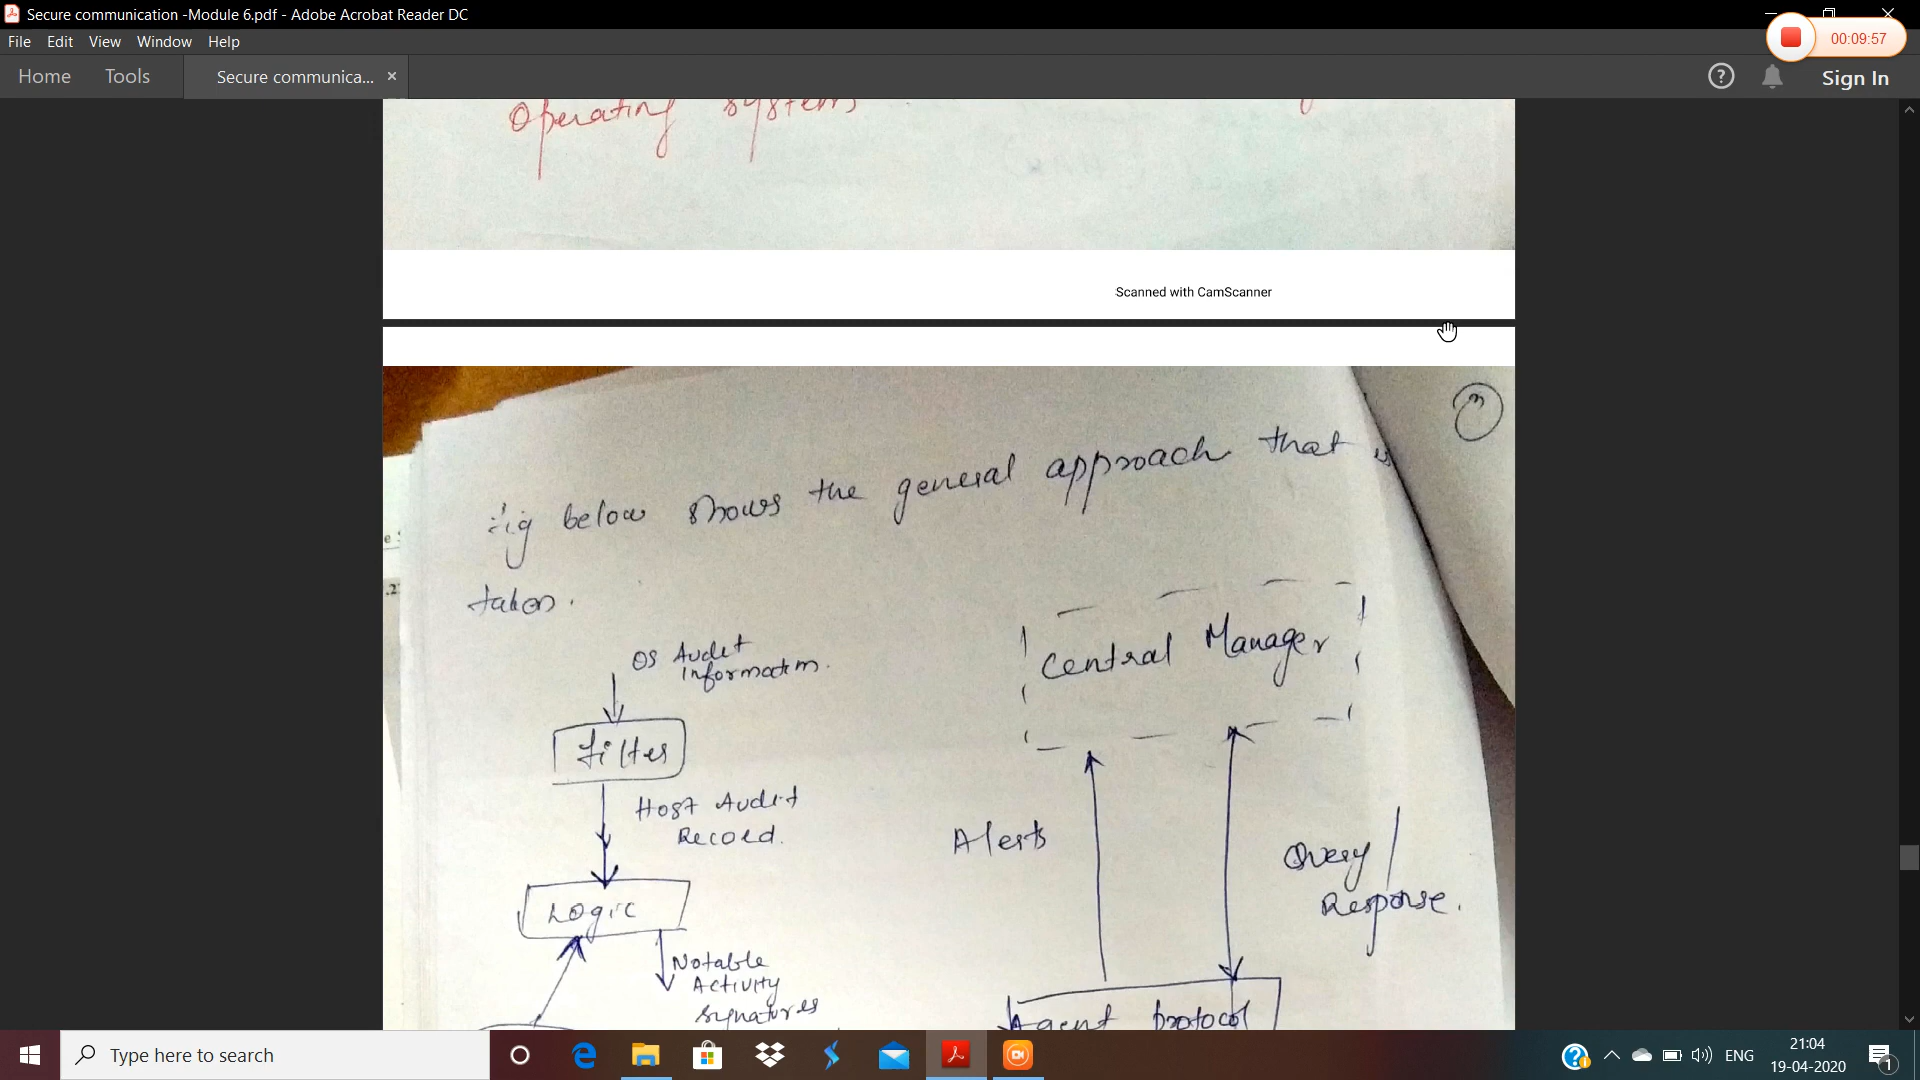 Secure communication -Module 6.pdf - Adobe Acrobat Reader DC
00:09:57
File Edit View Window Help
Home Tools Secure communica... ×
? Sign In
Operating systems
Scanned with CamScanner
Fig below shows the general approach that is
taken.
OS Audit
Information.
Central Manager
Filter
Host Audit
Record.
Alerts
Query /
Response.
Logic
Notable
Activity
signatures
Agent protocol
Type here to search
ENG
21:04
19-04-2020
1